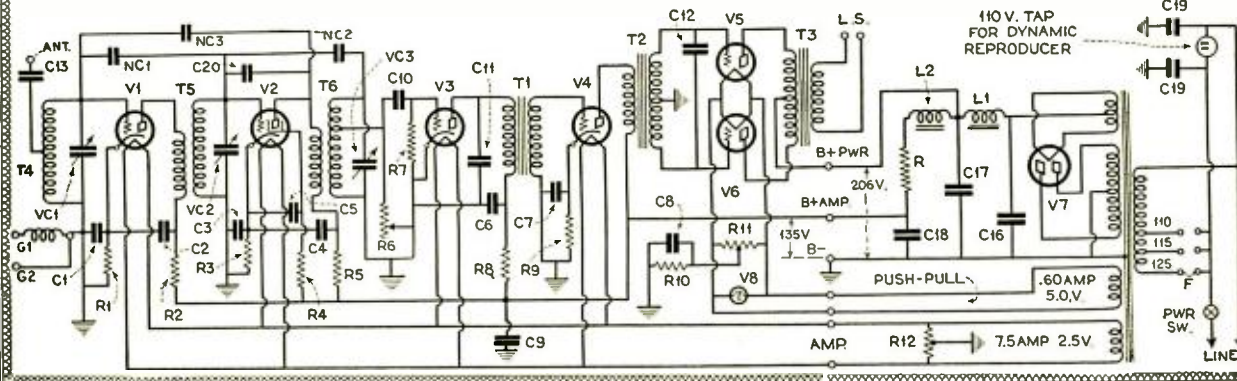 ANT.
C13
NC3
NC2
NC1
C20
VC3
C10
C11
T1
V4
T2
C12
V5
T3
L.S.
110 V. TAP
FOR DYNAMIC
REPRODUCER
C19
C19
V1
T5
V2
T6
V3
L2
L1
T4
R7
V6
B+PWR
206V.
R
C17
V7
VC1
VC2
C5
C6
C7
C8
B+AMP.
135V
B-
C18
C16
110
115
125
F
G1
G2
C1
R1
C2
C3
R3
R2
C4
R4
R5
R6
R8
R9
R11
R10
V8
PUSH-PULL
.60AMP
5.0,V.
PWR
SW.
C9
AMP.
R12
7.5AMP 2.5V.
LINE